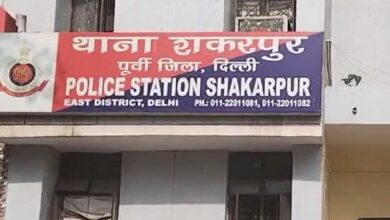 थाना शकरपुर
पूर्वी जिला, दिल्ली
POLICE STATION SHAKARPUR
EAST DISTRICT, DELHI PH.: 011-22011081, 011-22011082